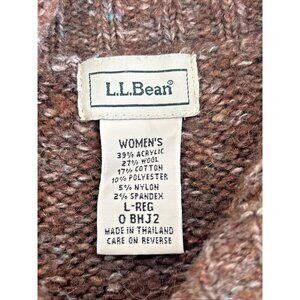 L.L.Bean®
WOMEN'S
39% ACRYLIC
27% WOOL
17% COTTON
10% POLYESTER
5% NYLON
2% SPANDEX
L-REG
0 BHJ2
MADE IN THAILAND
CARE ON REVERSE